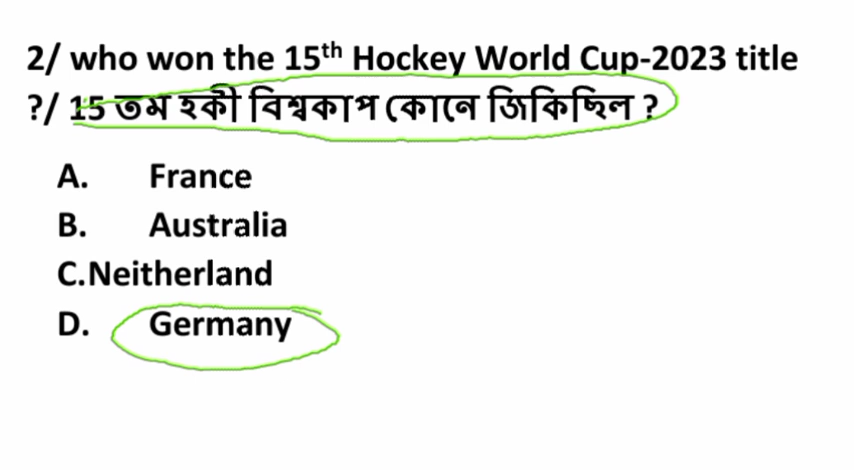 2/ who won the 15th Hockey World Cup-2023 title
?/ 15 তম হকী বিশ্বকাপ কোনে জিকিছিল ?
A. France
B. Australia
C.Neitherland
D. Germany